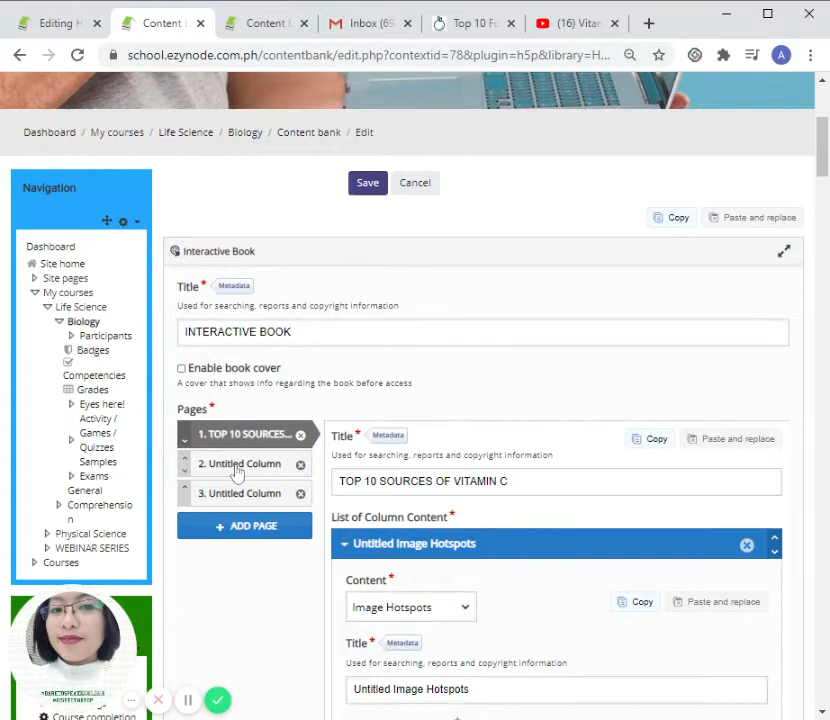 Editing H
Content b
Content b
Inbox (69
Top 10 Fo
(16) Vitam
school.ezynode.com.ph/contentbank/edit.php?contextid=78&plugin=h5p&library=H...
A
Dashboard / My courses / Life Science / Biology / Content bank / Edit
Navigation
Dashboard
Site home
Site pages
My courses
Life Science
Biology
Participants
Badges
Competencies
Grades
Eyes here!
Activity /
Games /
Quizzes
Samples
Exams
General
Comprehensio
n
Physical Science
WEBINAR SERIES
Courses
Course completion
Save
Cancel
Copy
Paste and replace
Interactive Book
Title*
Metadata
Used for searching, reports and copyright information
INTERACTIVE BOOK
Enable book cover
A cover that shows info regarding the book before access
Pages*
1. TOP 10 SOURCES...
2. Untitled Column
3. Untitled Column
+ ADD PAGE
Title*
Metadata
Copy
Paste and replace
Used for searching, reports and copyright information
TOP 10 SOURCES OF VITAMIN C
List of Column Content*
Untitled Image Hotspots
Content*
Image Hotspots
Copy
Paste and replace
Title*
Metadata
Used for searching, reports and copyright information
Untitled Image Hotspots